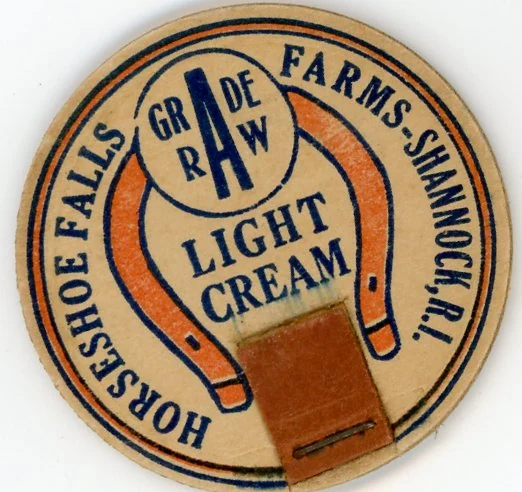 HORSESHOE FALLS FARMS-SHANNOCK, R.I.
GRADE
A
RAW
LIGHT
CREAM